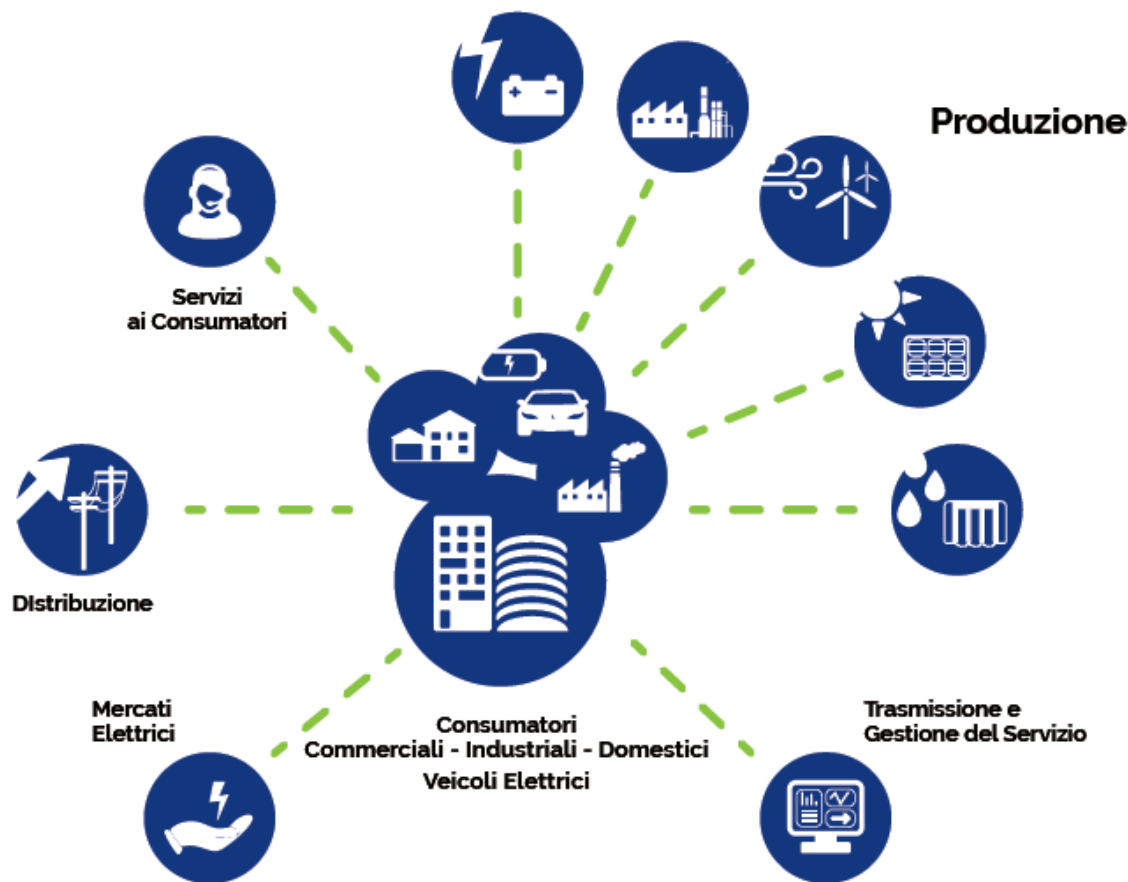 Produzione
Servizi
ai Consumatori
DIstribuzione
Mercati
Elettrici
Consumatori
Commerciali - Industriali - Domestici
Veicoli Elettrici
Trasmissione e
Gestione del Servizio